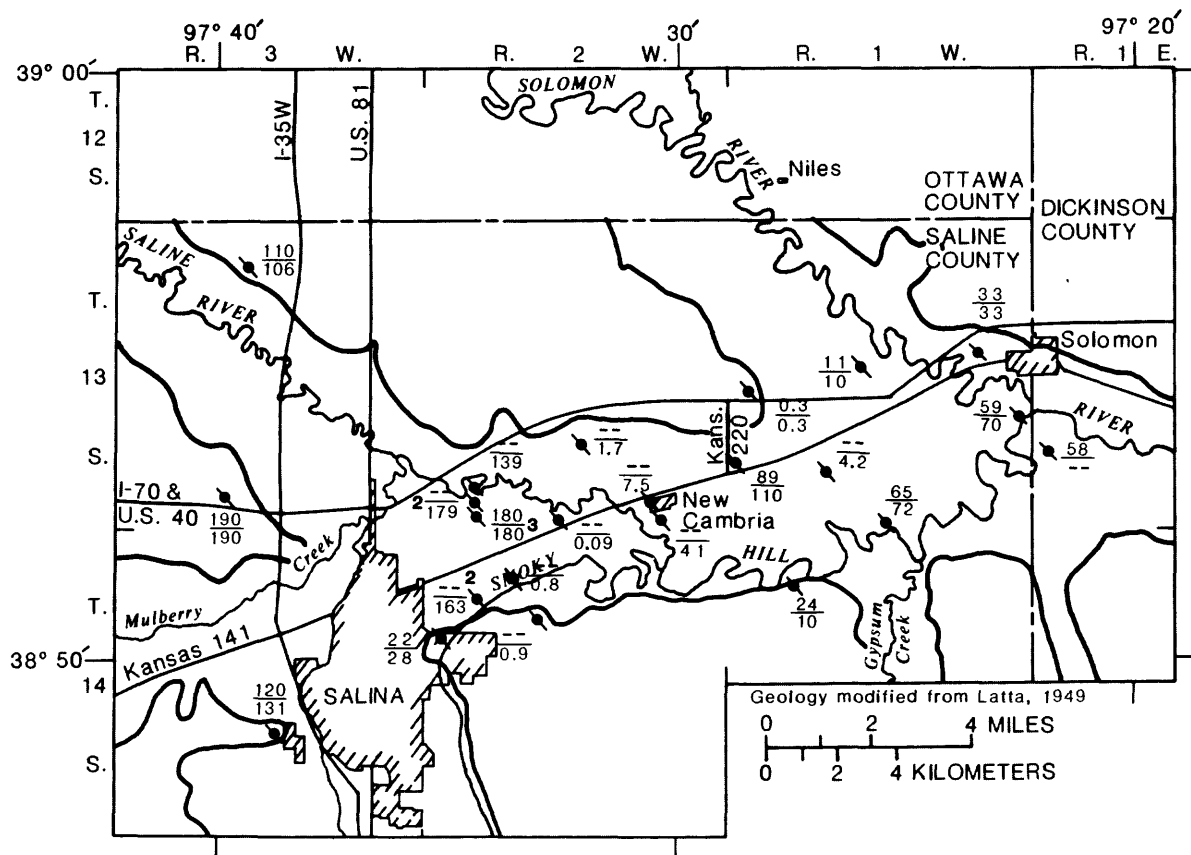 97° 40′ 30′ 97° 20′
R. 3 W. R. 2 W. R. 1 W. R. 1 E.
39° 00′
T.
12
S.
I-35W
U.S. 81
SOLOMON
RIVER
Niles
OTTAWA
COUNTY
DICKINSON
COUNTY
SALINE
COUNTY
SALINE
RIVER
110
106
T.
13
S.
33
33
Solomon
11
10
0.3
0.3
59
70
RIVER
58
--
--
1.7
--
139
Kans.
220
--
4.2
89
110
--
7.5
New
Cambria
--
41
65
72
I-70 &
U.S. 40
190
190
2
--
179
180
180
3
--
0.09
Creek
Mulberry
SMOKY
HILL
--
0.8
2
--
163
24
10
Gypsum
Creek
T.
14
S.
Kansas 141
38° 50′
22
28
--
0.9
120
131
SALINA
Geology modified from Latta, 1949
0 2 4 MILES
0 2 4 KILOMETERS